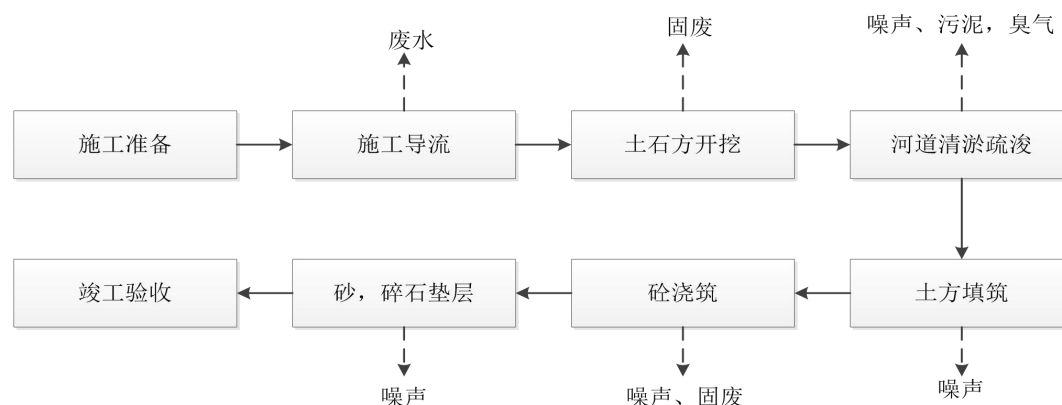 噪声、污泥，臭气
固废
废水
施工准备
施工导流
土石方开挖
河道清淤疏浚
竣工验收
砂，碎石垫层
砼浇筑
土方填筑
噪声
噪声、固废
噪声